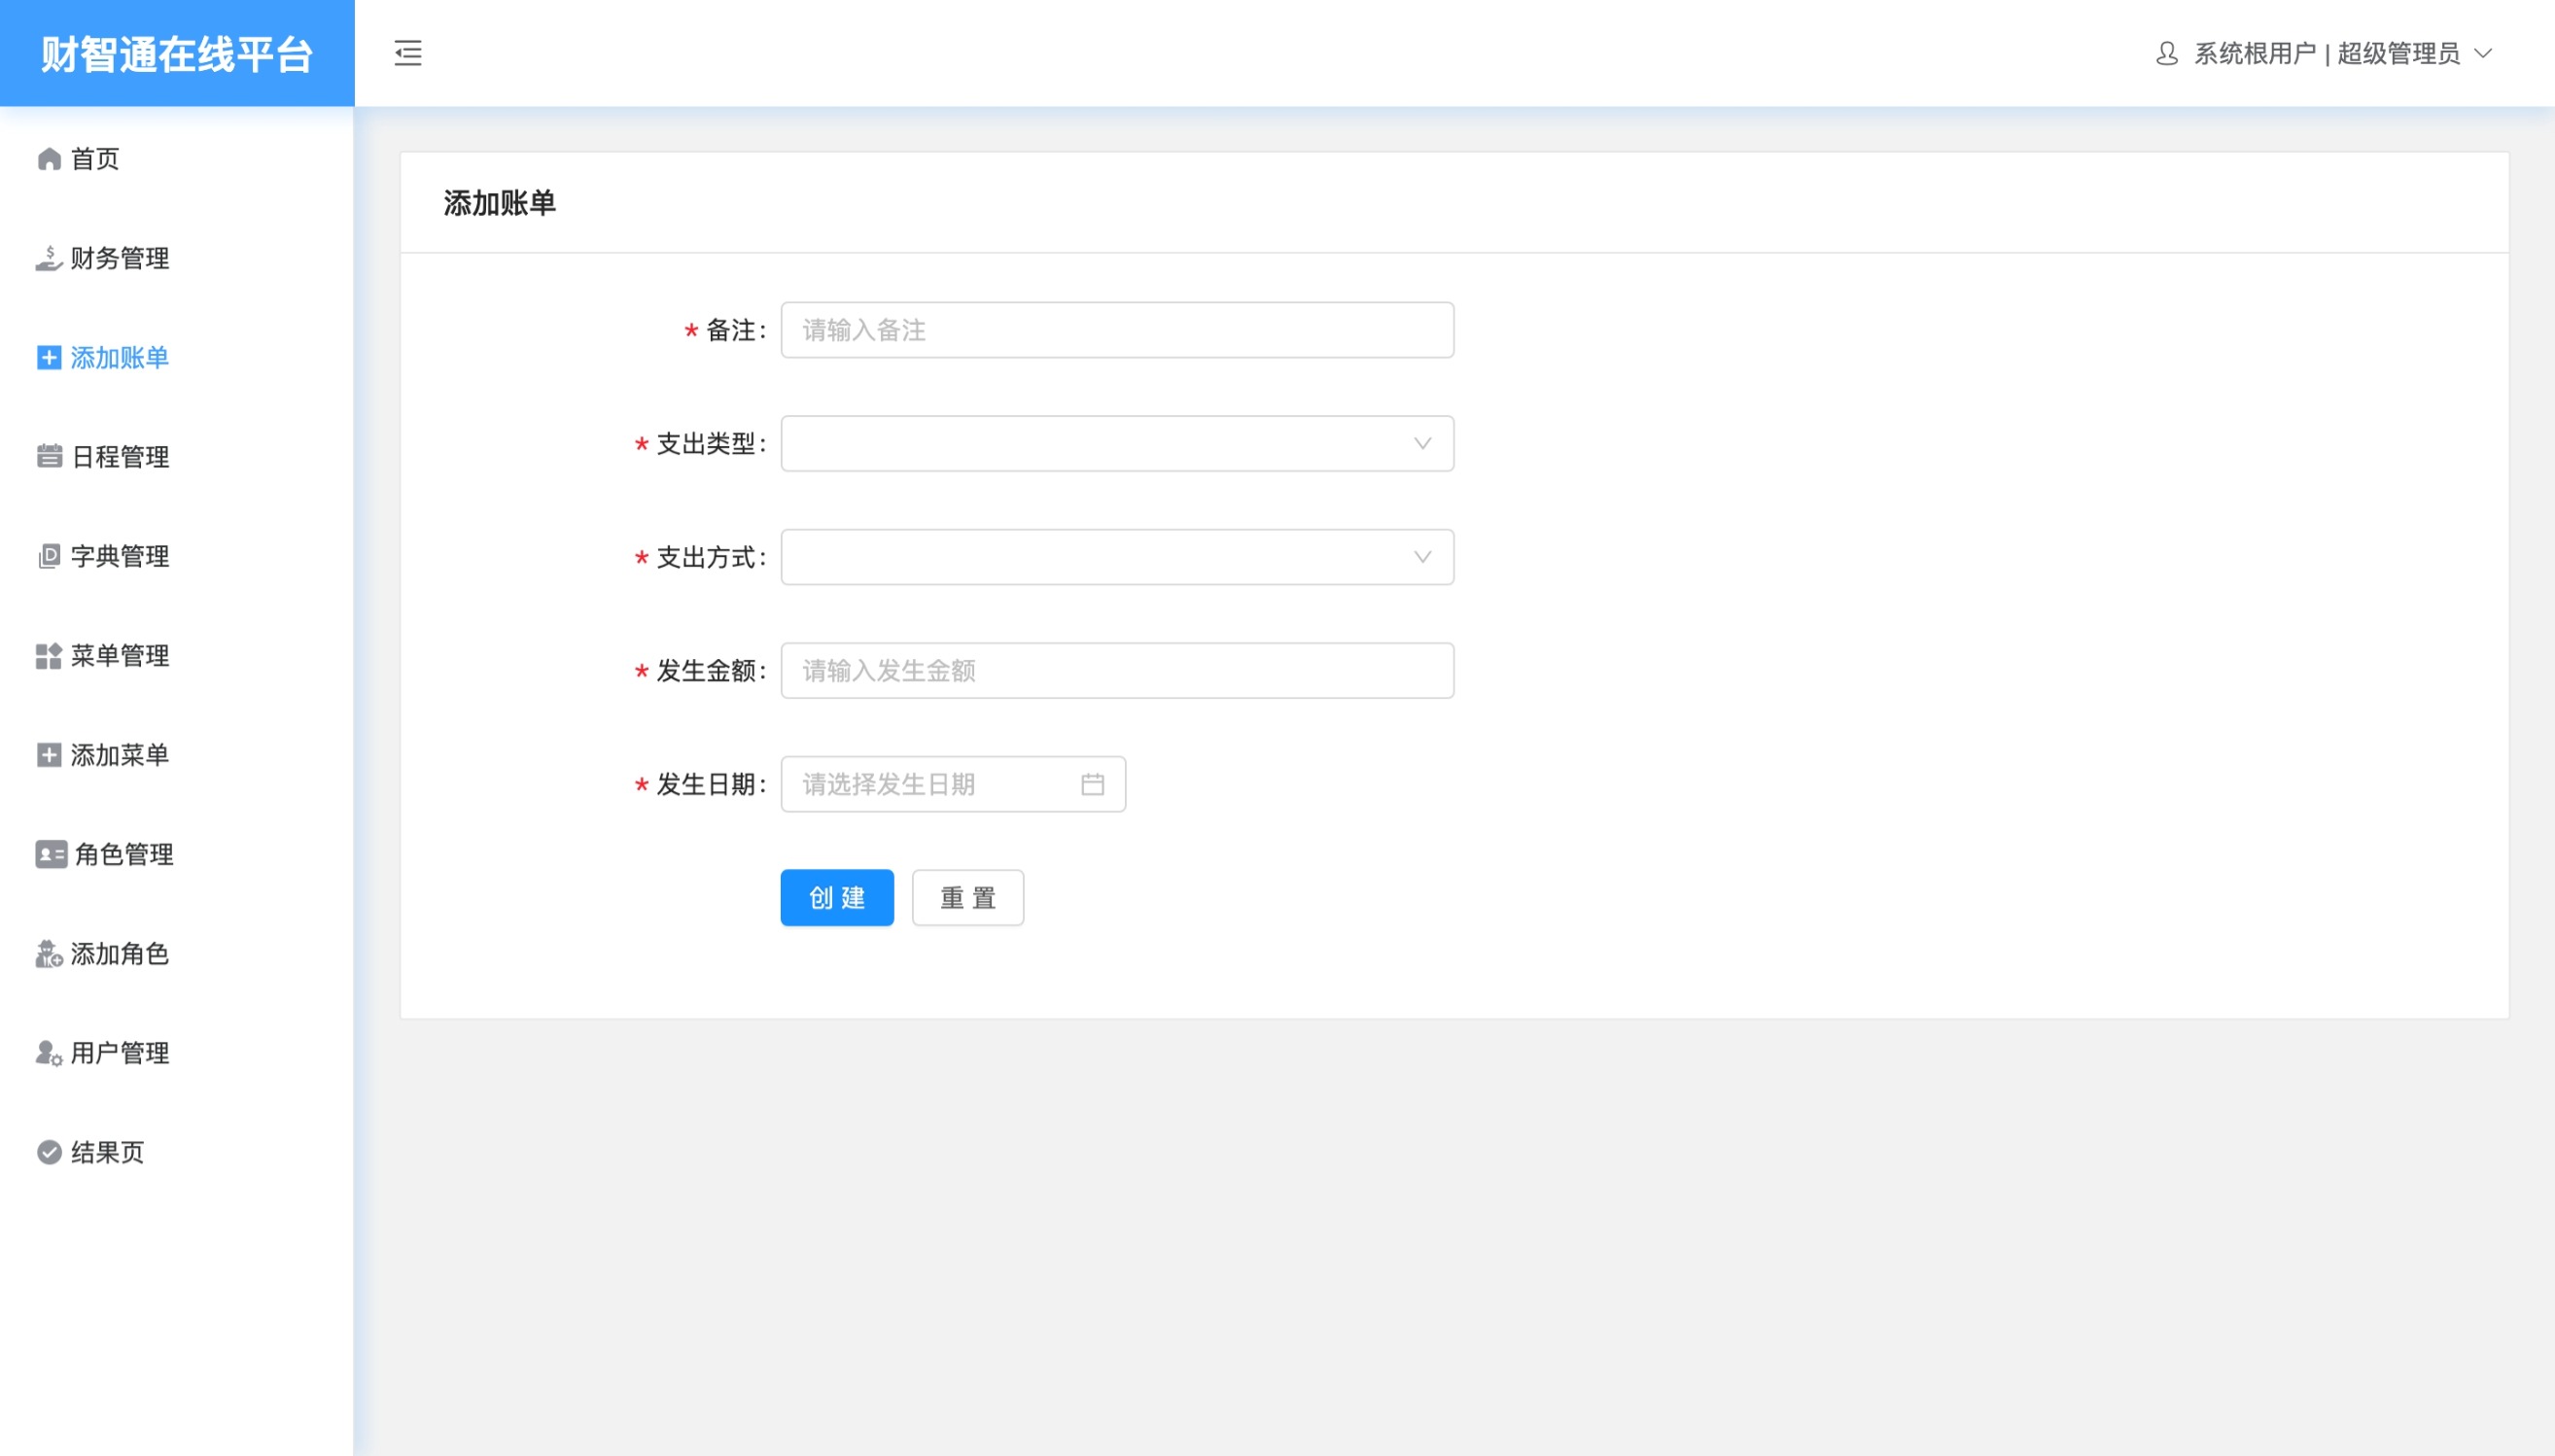 财智通在线平台
系统根用户 | 超级管理员
首页
财务管理
添加账单
日程管理
字典管理
菜单管理
添加菜单
角色管理
添加角色
用户管理
结果页
添加账单
* 备注:
请输入备注
* 支出类型:
* 支出方式:
* 发生金额:
请输入发生金额
* 发生日期:
请选择发生日期
创 建
重 置